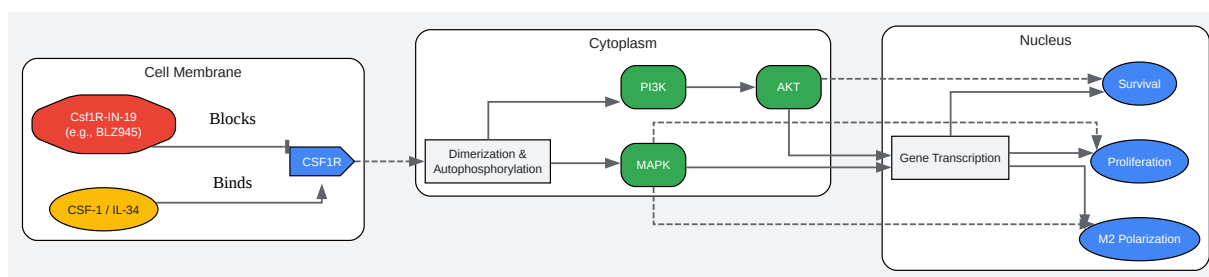 Cell Membrane
Csf1R-IN-19
(e.g., BLZ945)
Blocks
CSF1R
Binds
CSF-1 / IL-34
Cytoplasm
PI3K
AKT
Dimerization &
Autophosphorylation
MAPK
Nucleus
Survival
Gene Transcription
Proliferation
M2 Polarization